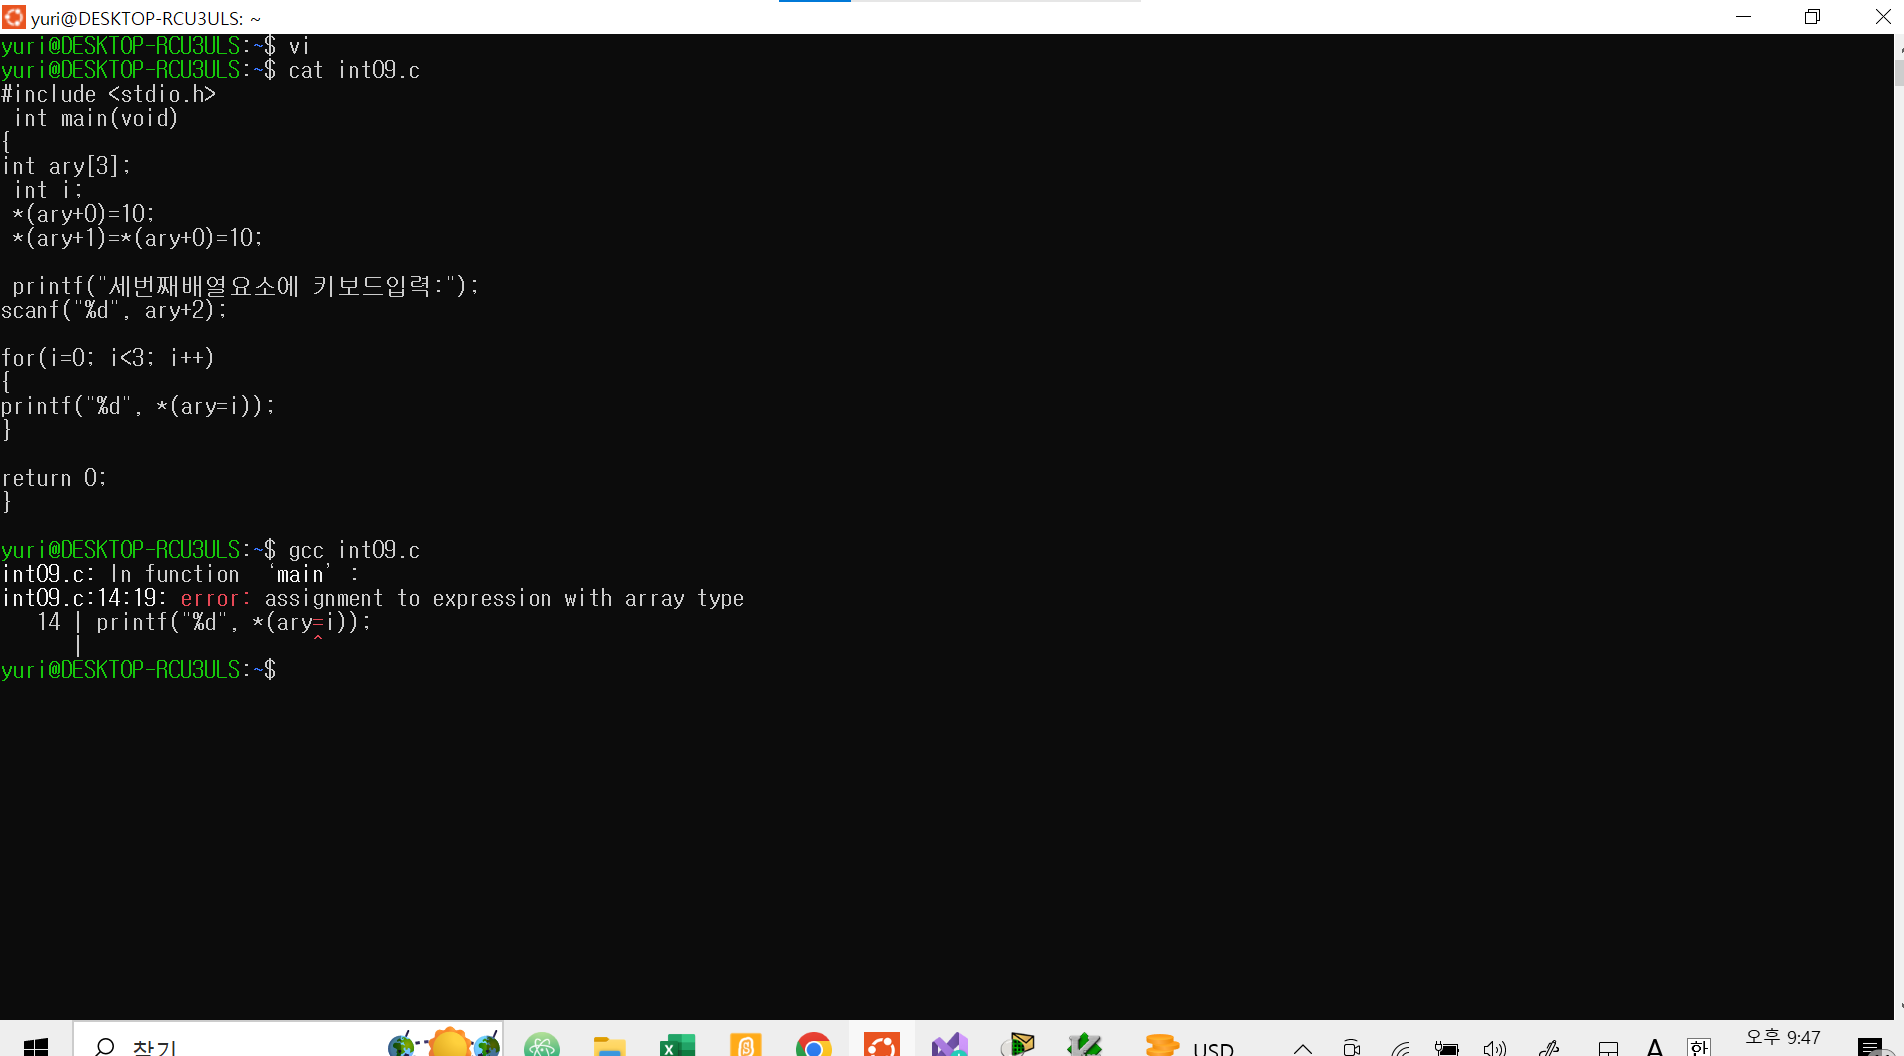 yuri@DESKTOP-RCU3ULS: ~
yuri@DESKTOP-RCU3ULS:~$ vi
yuri@DESKTOP-RCU3ULS:~$ cat int09.c
#include <stdio.h>
 int main(void)
{
int ary[3];
 int i;
 *(ary+0)=10;
 *(ary+1)=*(ary+0)=10;
 printf("세번째배열요소에 키보드입력:");
scanf("%d", ary+2);
for(i=0; i<3; i++)
{
printf("%d", *(ary=i));
}
return 0;
}
yuri@DESKTOP-RCU3ULS:~$ gcc int09.c
int09.c: In function ‘main’:
int09.c:14:19: error: assignment to expression with array type
   14 | printf("%d", *(ary=i));
      |                   ^
yuri@DESKTOP-RCU3ULS:~$
찾기
USD
A
한
오후 9:47